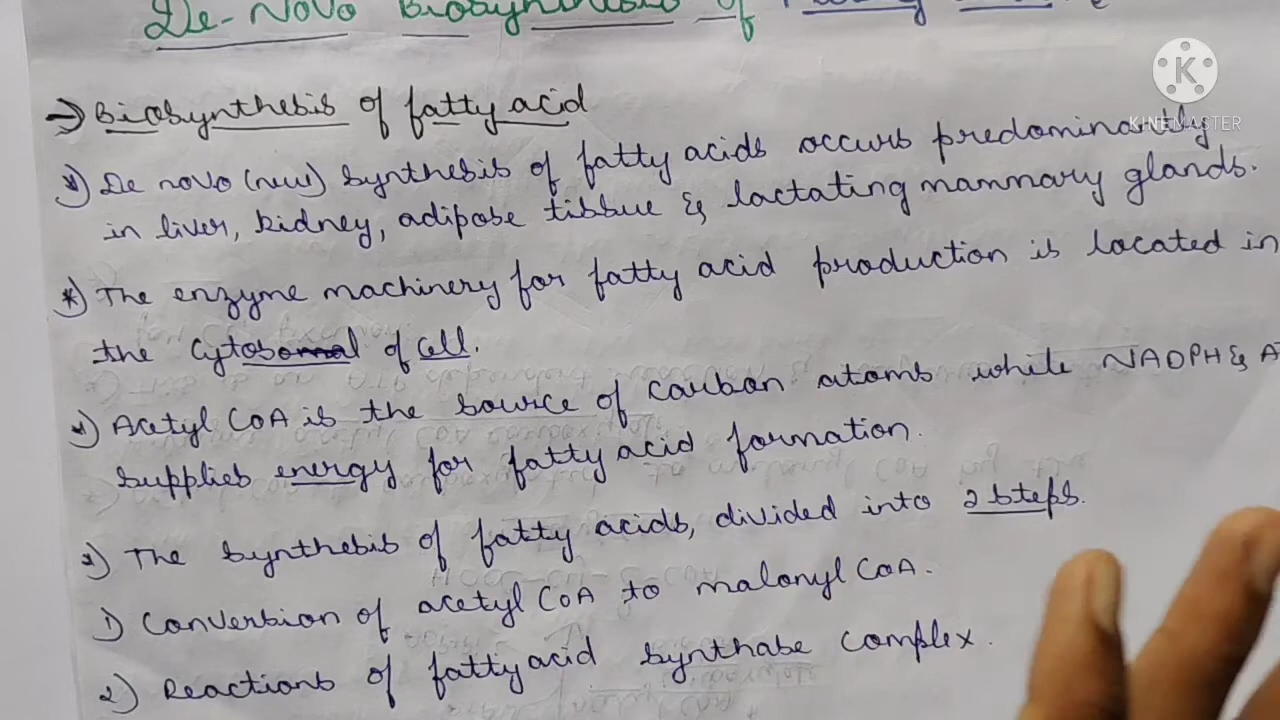 De-Novo Biosynthesis of
K
KINEMASTER
→ Biosynthesis of fatty acid
*) De novo (new) synthesis of fatty acids occurs predominantly
in liver, kidney, adipose tissue & lactating mammary glands.
*) The enzyme machinery for fatty acid production is located in
the cytosomal of cell.
*) Acetyl CoA is the source of carbon atoms while NADPH & A
supplies energy for fatty acid formation.
*) The synthesis of fatty acids, divided into 2 steps.
1) Conversion of acetyl CoA to malonyl CoA.
2) Reactions of fatty acid synthase complex.